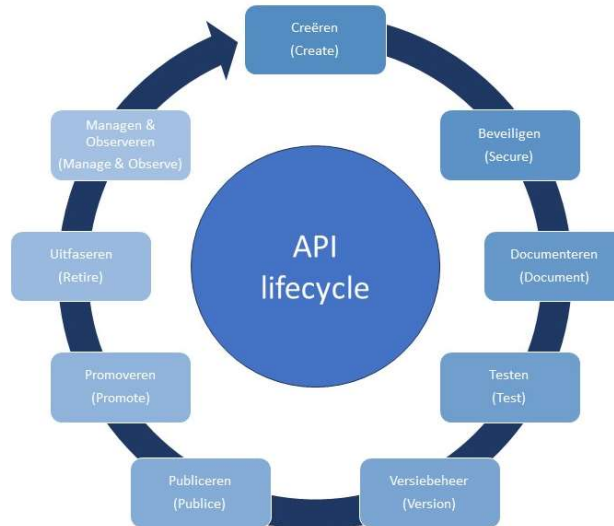 Creëren
(Create)
Beveiligen
(Secure)
Documenteren
(Document)
Testen
(Test)
Versiebeheer
(Version)
Publiceren
(Publice)
Promoveren
(Promote)
Uitfaseren
(Retire)
Managen &
Observeren
(Manage & Observe)
API
lifecycle